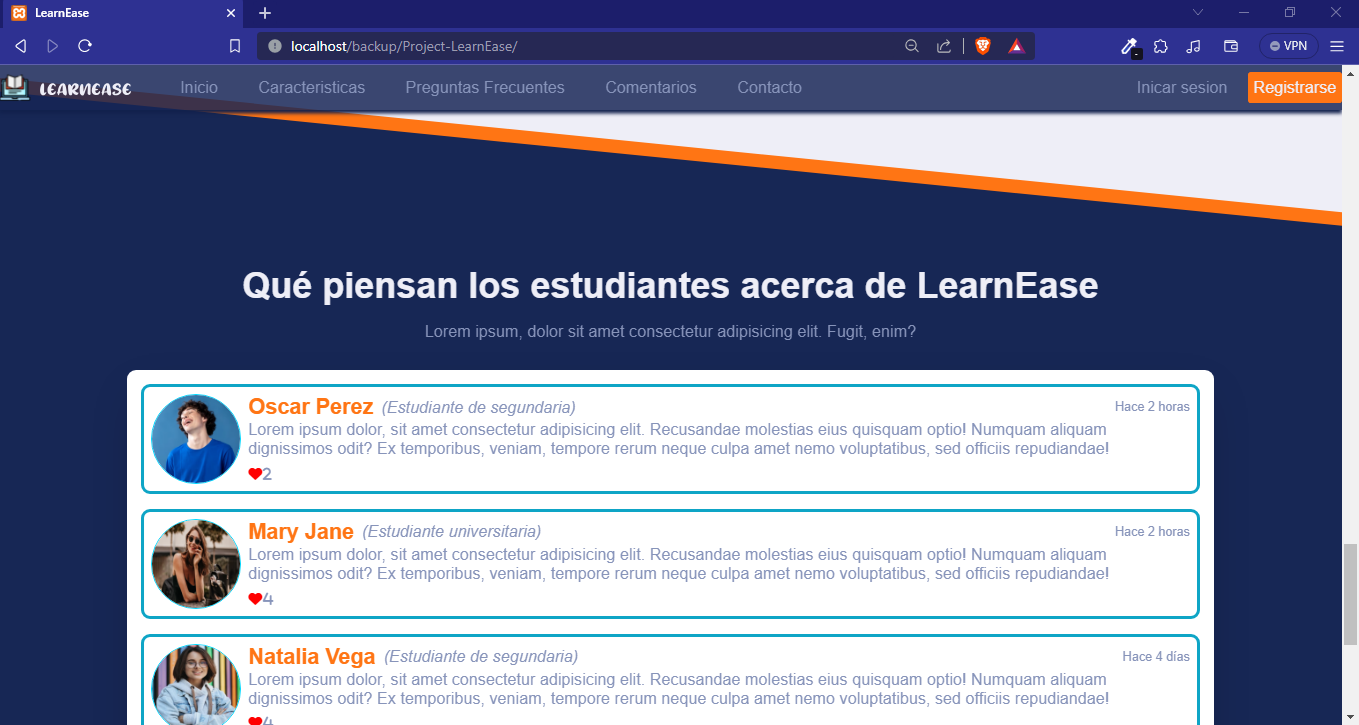 LearnEase
localhost/backup/Project-LearnEase/
VPN
LEARNEASE
Inicio
Caracteristicas
Preguntas Frecuentes
Comentarios
Contacto
Inicar sesion
Registrarse
Qué piensan los estudiantes acerca de LearnEase
Lorem ipsum, dolor sit amet consectetur adipisicing elit. Fugit, enim?
Oscar Perez (Estudiante de segundaria)
Hace 2 horas
Lorem ipsum dolor, sit amet consectetur adipisicing elit. Recusandae molestias eius quisquam optio! Numquam aliquam
dignissimos odit? Ex temporibus, veniam, tempore rerum neque culpa amet nemo voluptatibus, sed officiis repudiandae!
2
Mary Jane (Estudiante universitaria)
Hace 2 horas
Lorem ipsum dolor, sit amet consectetur adipisicing elit. Recusandae molestias eius quisquam optio! Numquam aliquam
dignissimos odit? Ex temporibus, veniam, tempore rerum neque culpa amet nemo voluptatibus, sed officiis repudiandae!
4
Natalia Vega (Estudiante de segundaria)
Hace 4 días
Lorem ipsum dolor, sit amet consectetur adipisicing elit. Recusandae molestias eius quisquam optio! Numquam aliquam
dignissimos odit? Ex temporibus, veniam, tempore rerum neque culpa amet nemo voluptatibus, sed officiis repudiandae!
4